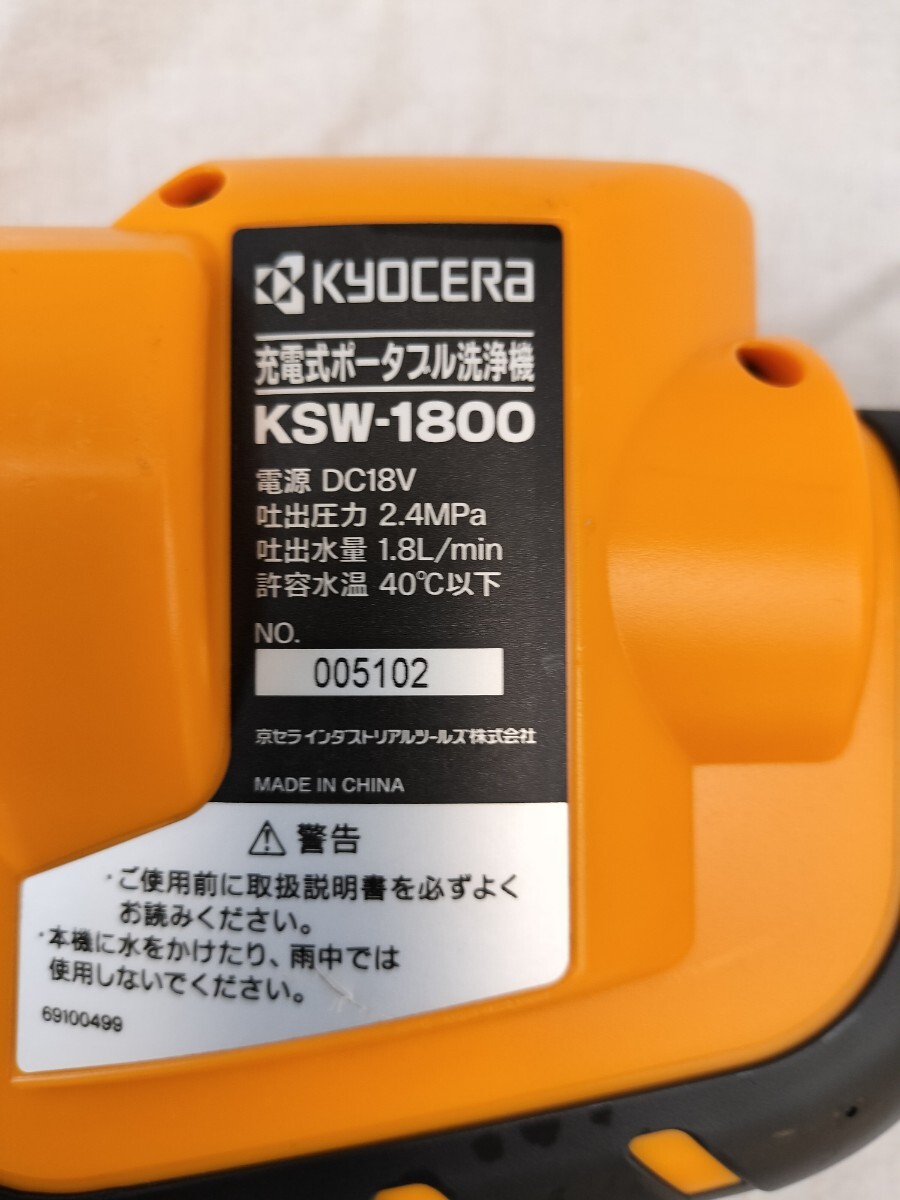 KYOCERA
充電式ポータブル洗浄機
KSW-1800
電源 DC18V
吐出圧力 2.4MPa
吐出水量 1.8L/min
許容水温 40℃以下
NO.
005102
京セラインダストリアルツールズ株式会社
MADE IN CHINA
⚠ 警告
・ご使用前に取扱説明書を必ずよく
お読みください。
・本機に水をかけたり、雨中では
使用しないでください。
69100499